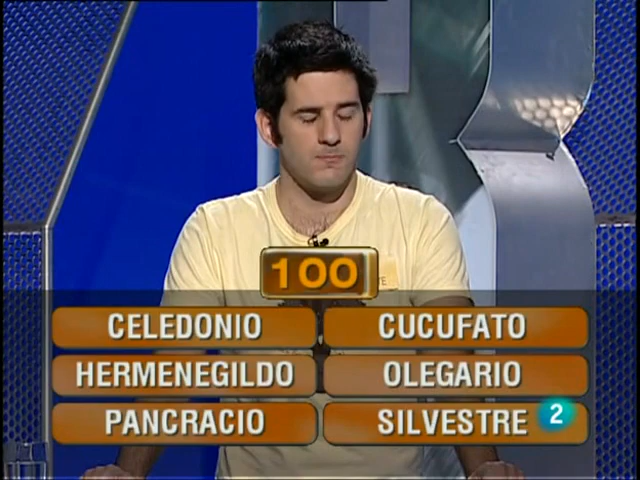 100
CELEDONIO
CUCUFATO
HERMENEGILDO
OLEGARIO
PANCRACIO
SILVESTRE
2